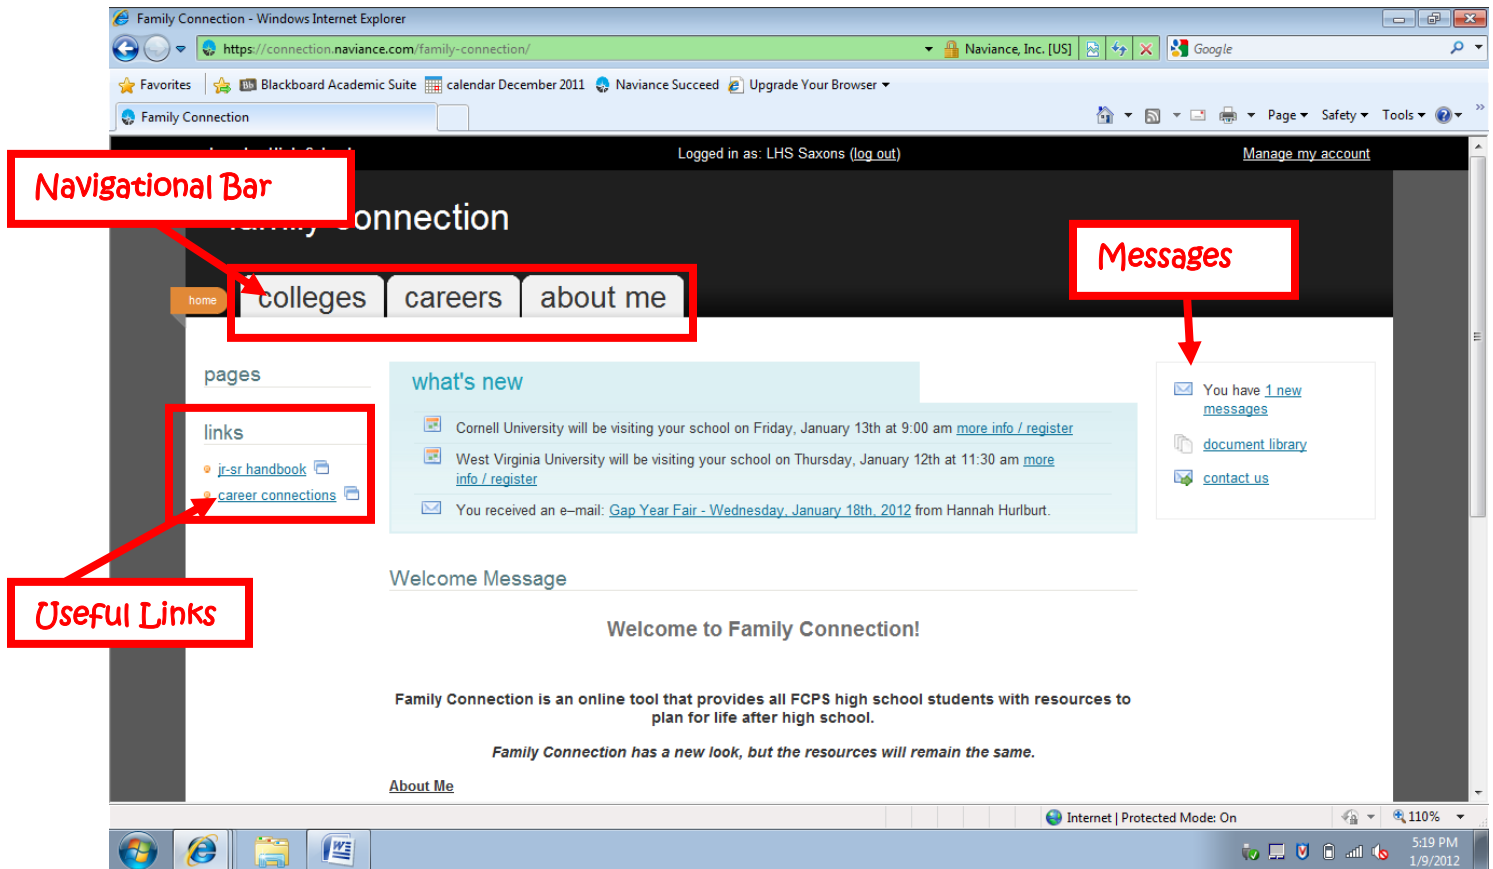 Family Connection - Windows Internet Explorer
https://connection.naviance.com/family-connection/
Naviance, Inc. [US]
Google
Favorites
Bb Blackboard Academic Suite
calendar December 2011
Naviance Succeed
Upgrade Your Browser
Family Connection
Page
Safety
Tools
Logged in as: LHS Saxons (log out)
Manage my account
Navigational Bar
connection
Messages
home
colleges
careers
about me
pages
links
jr-sr handbook
career connections
Useful Links
what's new
Cornell University will be visiting your school on Friday, January 13th at 9:00 am more info / register
West Virginia University will be visiting your school on Thursday, January 12th at 11:30 am more
info / register
You received an e-mail: Gap Year Fair - Wednesday, January 18th, 2012 from Hannah Hurlburt.
You have 1 new
messages
document library
contact us
Welcome Message
Welcome to Family Connection!
Family Connection is an online tool that provides all FCPS high school students with resources to
plan for life after high school.
Family Connection has a new look, but the resources will remain the same.
About Me
Internet | Protected Mode: On
110%
5:19 PM
1/9/2012